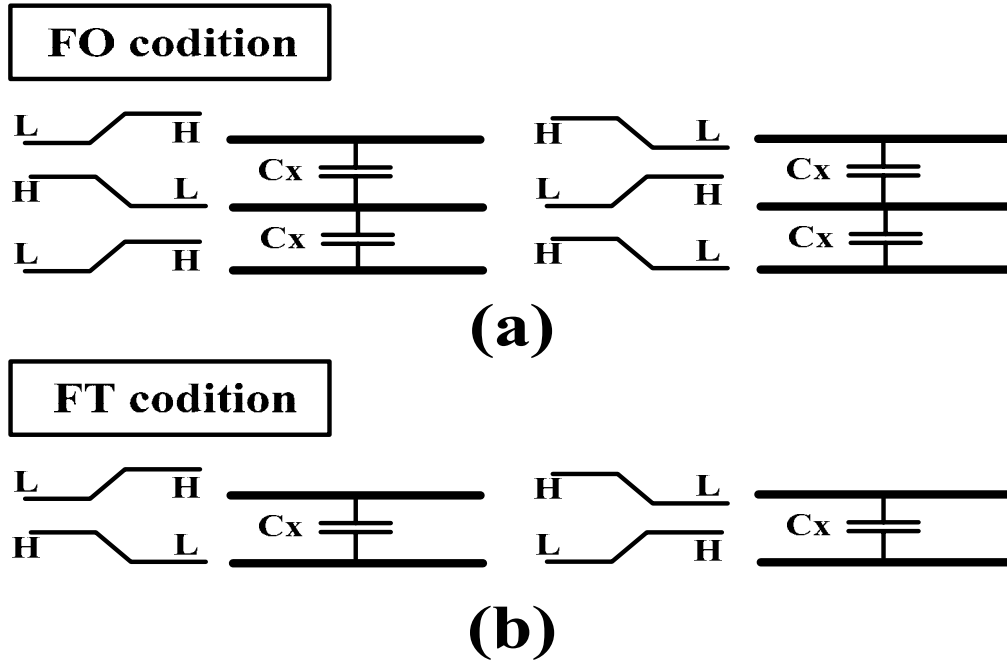 FO codition
L H Cx H L Cx
H L L H
L H Cx H L Cx
(a)
FT codition
L H H L
H L Cx L H Cx
(b)